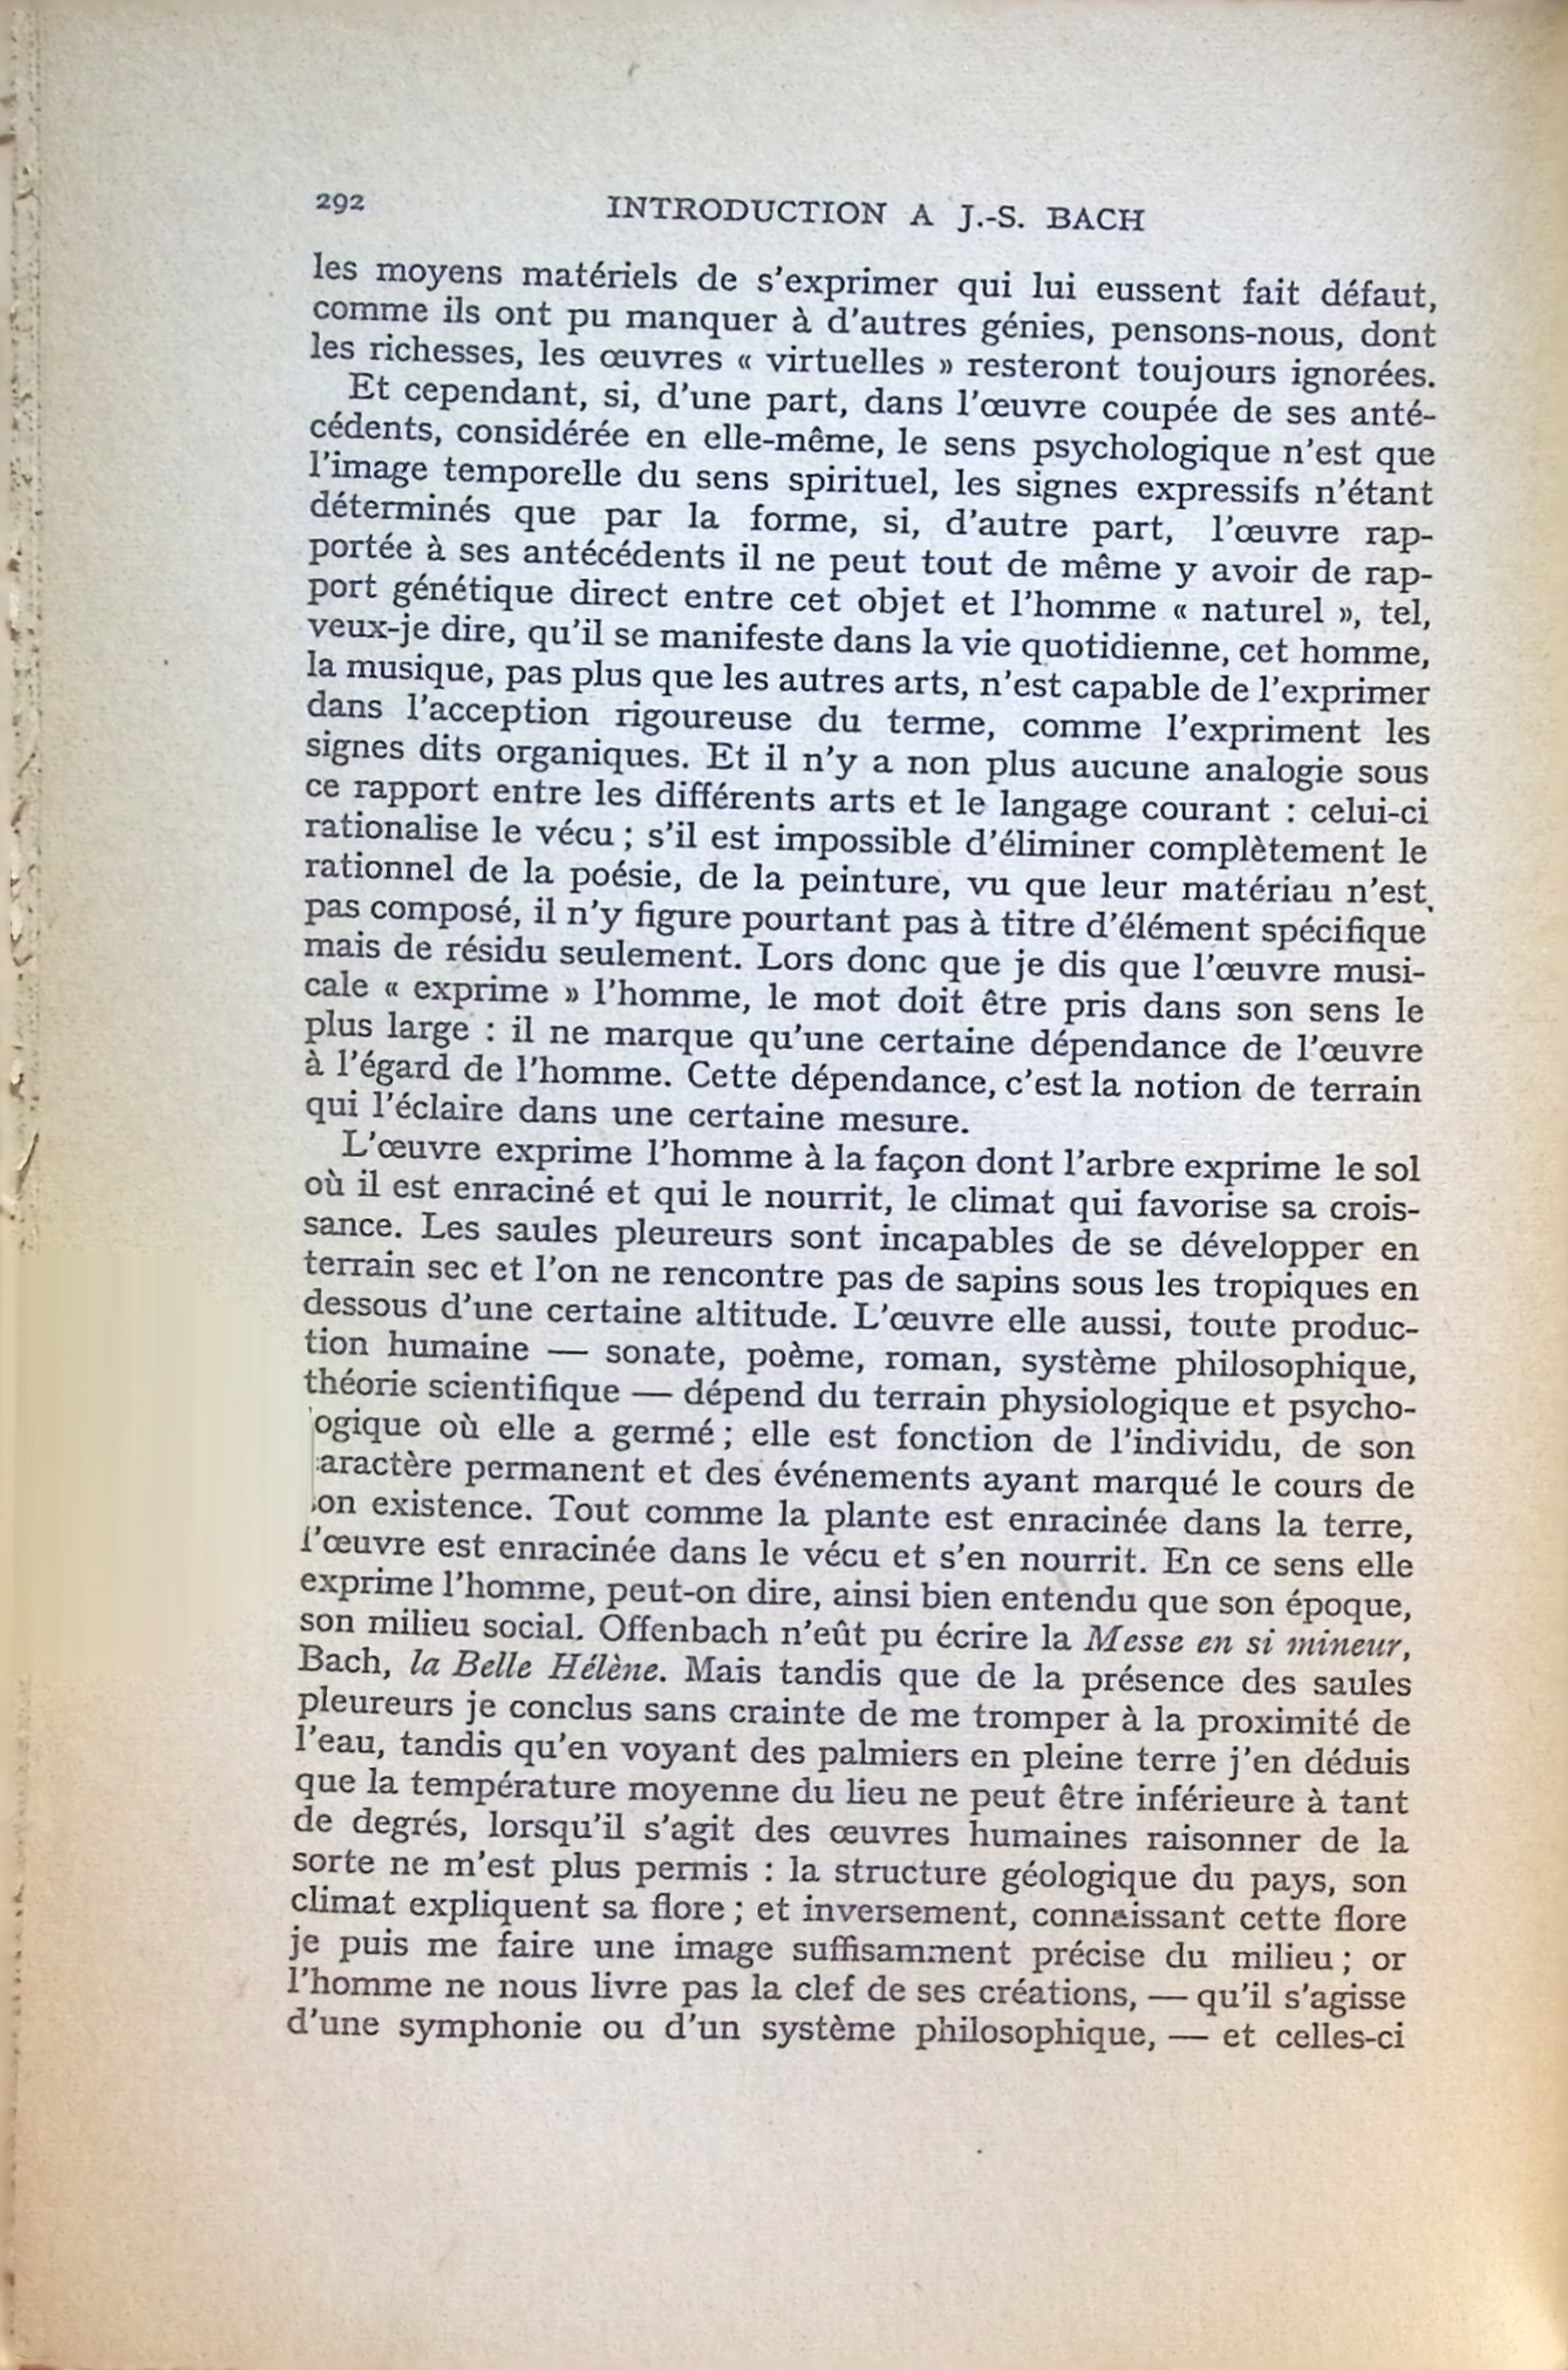 292 INTRODUCTION A J.-S. BACH
les moyens matériels de s'exprimer qui lui eussent fait défaut,
comme ils ont pu manquer à d'autres génies, pensons-nous, dont
les richesses, les œuvres « virtuelles » resteront toujours ignorées.
Et cependant, si, d'une part, dans l'œuvre coupée de ses anté-
cédents, considérée en elle-même, le sens psychologique n'est que
l'image temporelle du sens spirituel, les signes expressifs n'étant
déterminés que par la forme, si, d'autre part, l'œuvre rap-
portée à ses antécédents il ne peut tout de même y avoir de rap-
port génétique direct entre cet objet et l'homme « naturel », tel,
veux-je dire, qu'il se manifeste dans la vie quotidienne, cet homme,
la musique, pas plus que les autres arts, n'est capable de l'exprimer
dans l'acception rigoureuse du terme, comme l'expriment les
signes dits organiques. Et il n'y a non plus aucune analogie sous
ce rapport entre les différents arts et le langage courant : celui-ci
rationalise le vécu ; s'il est impossible d'éliminer complètement le
rationnel de la poésie, de la peinture, vu que leur matériau n'est
pas composé, il n'y figure pourtant pas à titre d'élément spécifique
mais de résidu seulement. Lors donc que je dis que l'œuvre musi-
cale « exprime » l'homme, le mot doit être pris dans son sens le
plus large : il ne marque qu'une certaine dépendance de l'œuvre
à l'égard de l'homme. Cette dépendance, c'est la notion de terrain
qui l'éclaire dans une certaine mesure.
L'œuvre exprime l'homme à la façon dont l'arbre exprime le sol
où il est enraciné et qui le nourrit, le climat qui favorise sa crois-
sance. Les saules pleureurs sont incapables de se développer en
terrain sec et l'on ne rencontre pas de sapins sous les tropiques en
dessous d'une certaine altitude. L'œuvre elle aussi, toute produc-
tion humaine — sonate, poème, roman, système philosophique,
théorie scientifique — dépend du terrain physiologique et psycho-
ogique où elle a germé ; elle est fonction de l'individu, de son
aractère permanent et des événements ayant marqué le cours de
on existence. Tout comme la plante est enracinée dans la terre,
l'œuvre est enracinée dans le vécu et s'en nourrit. En ce sens elle
exprime l'homme, peut-on dire, ainsi bien entendu que son époque,
son milieu social. Offenbach n'eût pu écrire la Messe en si mineur,
Bach, la Belle Hélène. Mais tandis que de la présence des saules
pleureurs je conclus sans crainte de me tromper à la proximité de
l'eau, tandis qu'en voyant des palmiers en pleine terre j'en déduis
que la température moyenne du lieu ne peut être inférieure à tant
de degrés, lorsqu'il s'agit des œuvres humaines raisonner de la
sorte ne m'est plus permis : la structure géologique du pays, son
climat expliquent sa flore ; et inversement, connaissant cette flore
je puis me faire une image suffisamment précise du milieu ; or
l'homme ne nous livre pas la clef de ses créations, — qu'il s'agisse
d'une symphonie ou d'un système philosophique, — et celles-ci